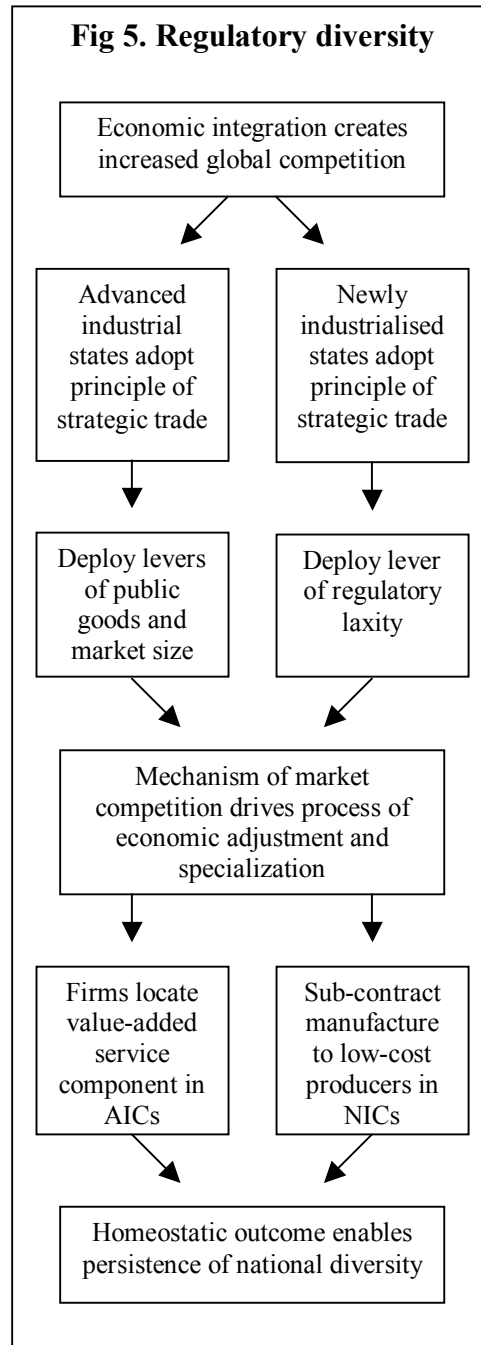 Fig 5. Regulatory diversity
Economic integration creates
increased global competition
Advanced
industrial
states adopt
principle of
strategic trade
Newly
industrialised
states adopt
principle of
strategic trade
Deploy levers
of public
goods and
market size
Deploy lever
of regulatory
laxity
Mechanism of market
competition drives process of
economic adjustment and
specialization
Firms locate
value-added
service
component in
AICs
Sub-contract
manufacture
to low-cost
producers in
NICs
Homeostatic outcome enables
persistence of national diversity